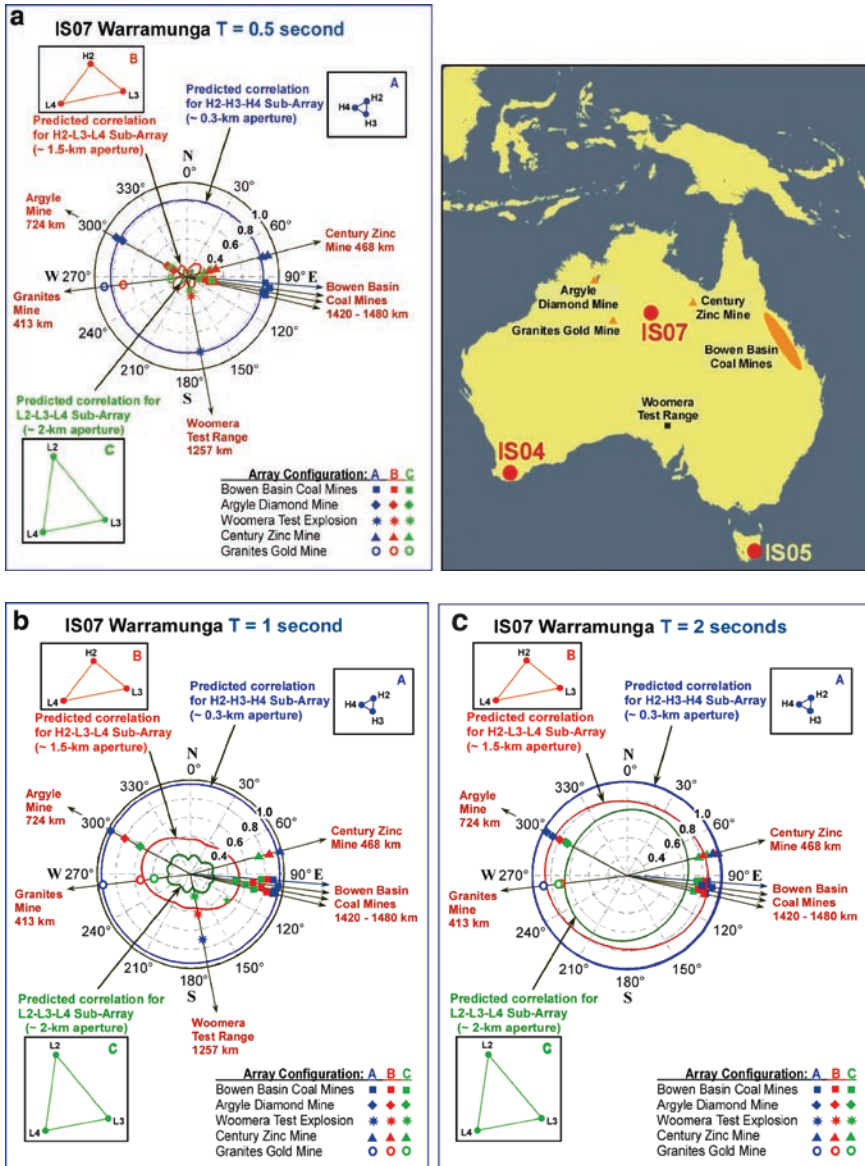 a
IS07 Warramunga T = 0.5 second
H2
B
L4
L3
Predicted correlation
for H2-L3-L4 Sub-Array
(~ 1.5-km aperture)
Predicted correlation
for H2-H3-H4 Sub-Array
(~ 0.3-km aperture)
A
H2
H4
H3
N
0°
30°
60°
90° E
120°
150°
180°
S
210°
240°
W 270°
300°
330°
1.0
0.8
0.6
0.4
Argyle
Mine
724 km
Granites
Mine
413 km
Century Zinc
Mine 468 km
Bowen Basin
Coal Mines
1420 - 1480 km
Woomera
Test Range
1257 km
Predicted correlation for
L2-L3-L4 Sub-Array
(~ 2-km aperture)
L2
C
L3
L4
Array Configuration: A B C
Bowen Basin Coal Mines
Argyle Diamond Mine
Woomera Test Explosion
Century Zinc Mine
Granites Gold Mine
Argyle
Diamond Mine
Granites Gold Mine
IS07
Century
Zinc Mine
Bowen Basin
Coal Mines
Woomera
Test Range
IS04
IS05
b
IS07 Warramunga T = 1 second
H2
B
L4
L3
Predicted correlation
for H2-L3-L4 Sub-Array
(~ 1.5-km aperture)
Predicted correlation
for H2-H3-H4 Sub-Array
(~ 0.3-km aperture)
A
H2
H4
H3
N
0°
30°
60°
90° E
120°
150°
180°
S
210°
240°
W 270°
300°
330°
1.0
0.8
0.6
0.4
Argyle
Mine
724 km
Granites
Mine
413 km
Century Zinc
Mine 468 km
Bowen Basin
Coal Mines
1420 - 1480 km
Woomera
Test Range
1257 km
Predicted correlation for
L2-L3-L4 Sub-Array
(~ 2-km aperture)
L2
C
L3
L4
Array Configuration: A B C
Bowen Basin Coal Mines
Argyle Diamond Mine
Woomera Test Explosion
Century Zinc Mine
Granites Gold Mine
c
IS07 Warramunga T = 2 seconds
H2
B
L4
L3
Predicted correlation
for H2-L3-L4 Sub-Array
(~ 1.5-km aperture)
Predicted correlation
for H2-H3-H4 Sub-Array
(~ 0.3-km aperture)
A
H2
H4
H3
N
0°
30°
60°
90° E
120°
150°
180°
S
210°
240°
W 270°
300°
330°
1.0
0.8
0.6
0.4
Argyle
Mine
724 km
Granites
Mine
413 km
Century Zinc
Mine 468 km
Bowen Basin
Coal Mines
1420 - 1480 km
Predicted correlation for
L2-L3-L4 Sub-Array
(~ 2-km aperture)
L2
C
L3
L4
Array Configuration: A B C
Bowen Basin Coal Mines
Argyle Diamond Mine
Woomera Test Explosion
Century Zinc Mine
Granites Gold Mine